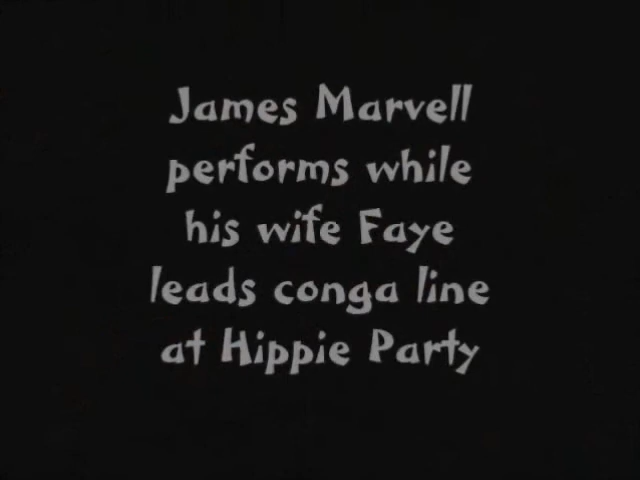 James Marvell
performs while
his wife Faye
leads conga line
at Hippie Party